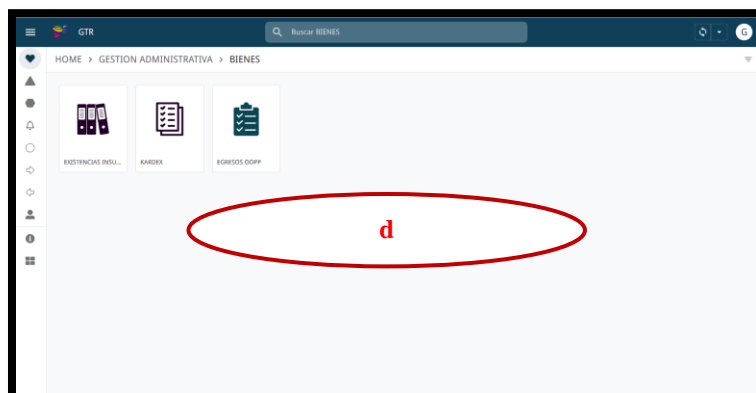 GTR
Buscar BIENES
G
HOME > GESTION ADMINISTRATIVA > BIENES
EXISTENCIAS INSU...
KARDEX
EGRESOS ODPP
d